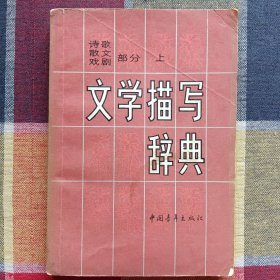 诗歌
散文 部分 上
戏剧
文学描写
辞典
中国青年出版社